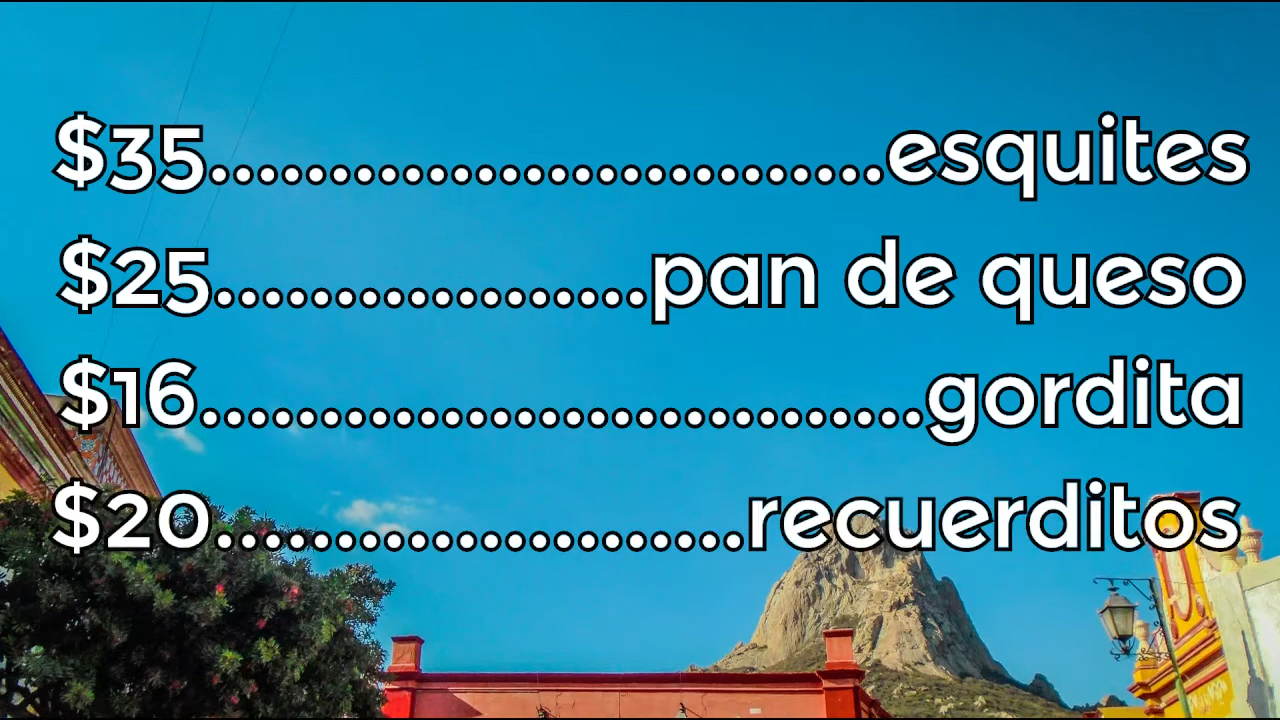 $35............................esquites
$25..................pan de queso
$16..............................gordita
$20......................recuerditos